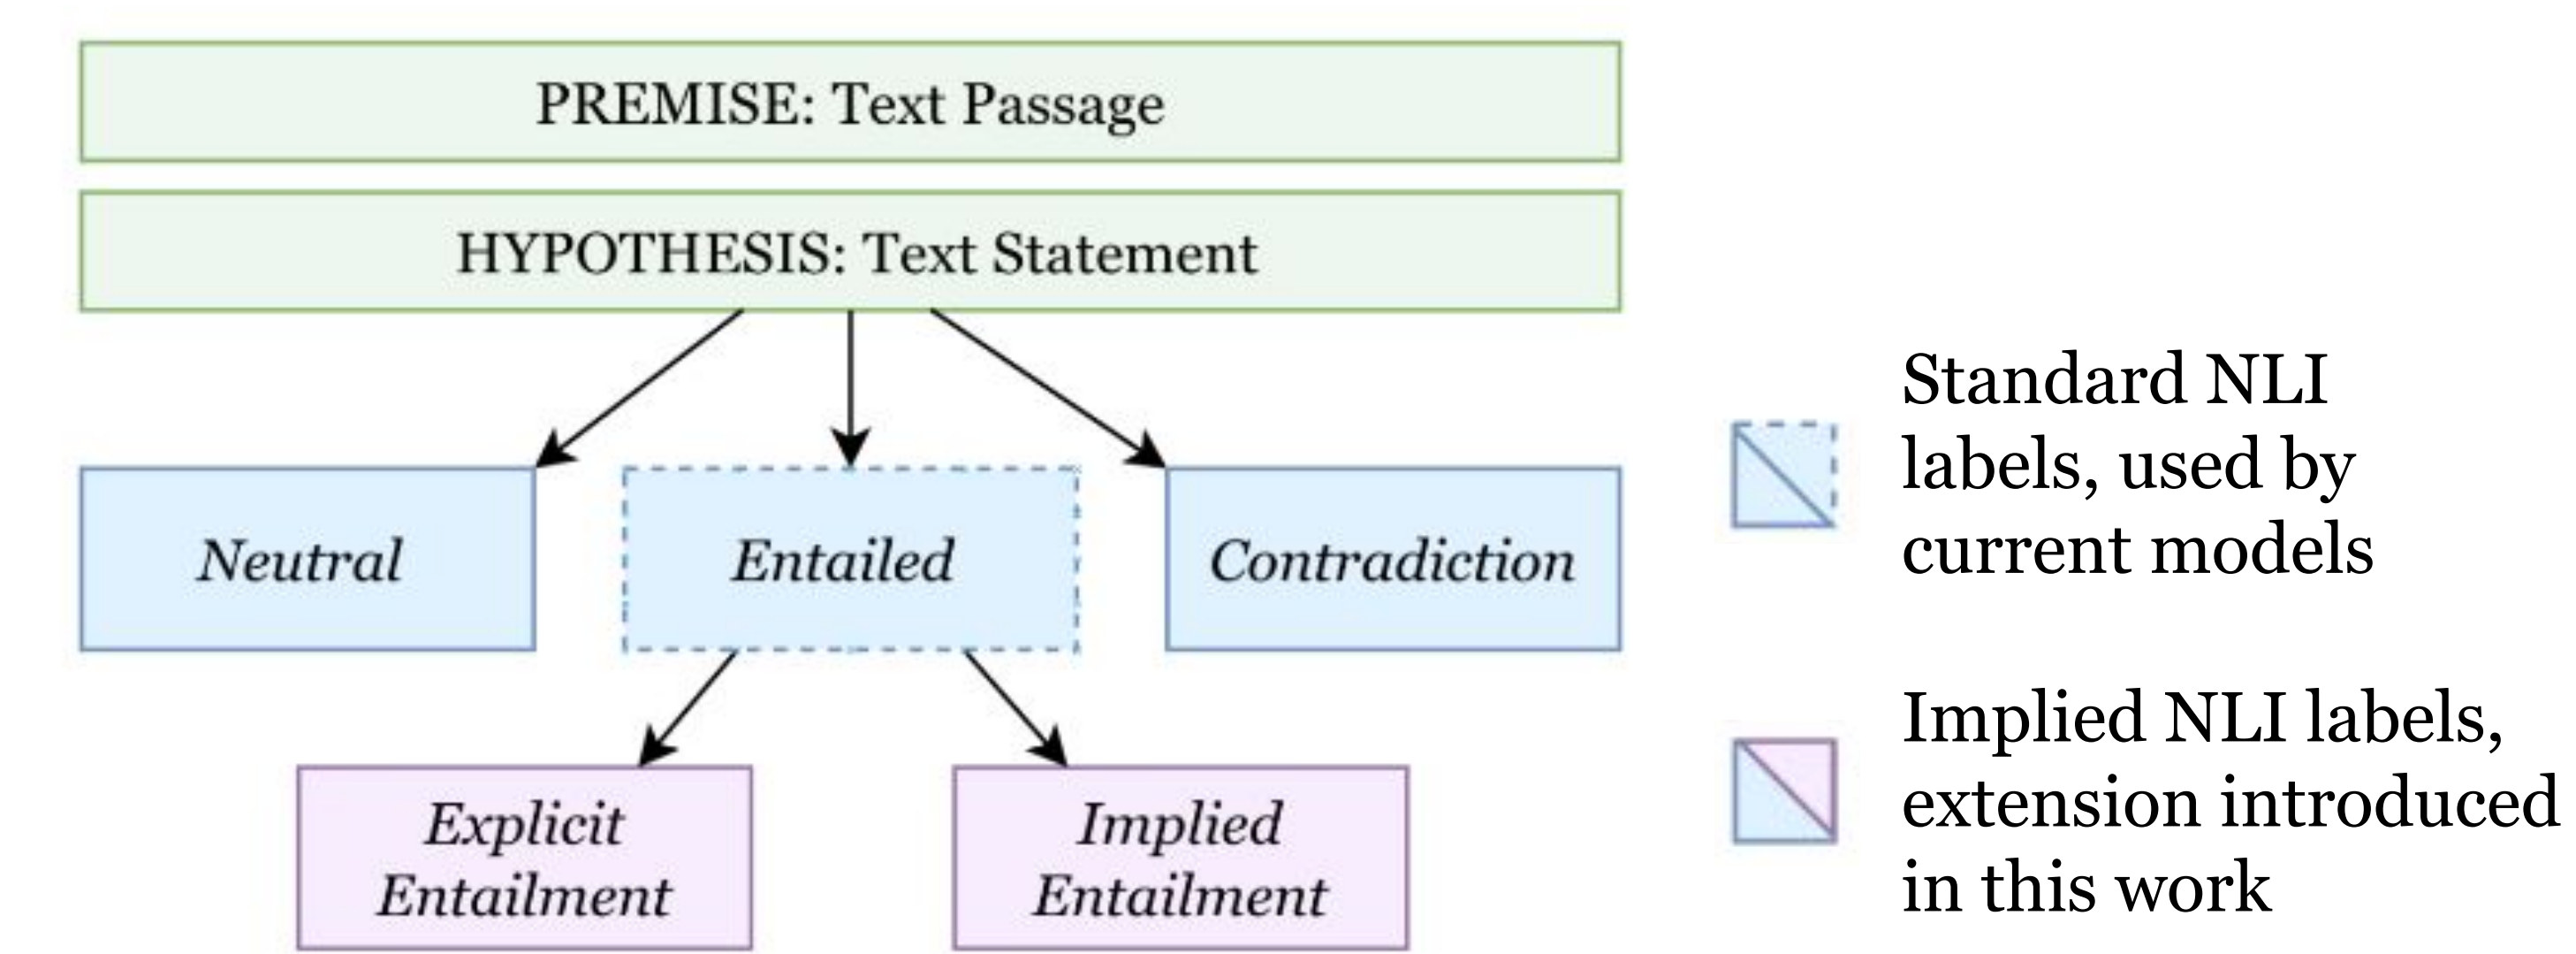 PREMISE: Text Passage
HYPOTHESIS: Text Statement
Neutral
Entailed
Contradiction
Explicit
Entailment
Implied
Entailment
Standard NLI
labels, used by
current models
Implied NLI labels,
extension introduced
in this work